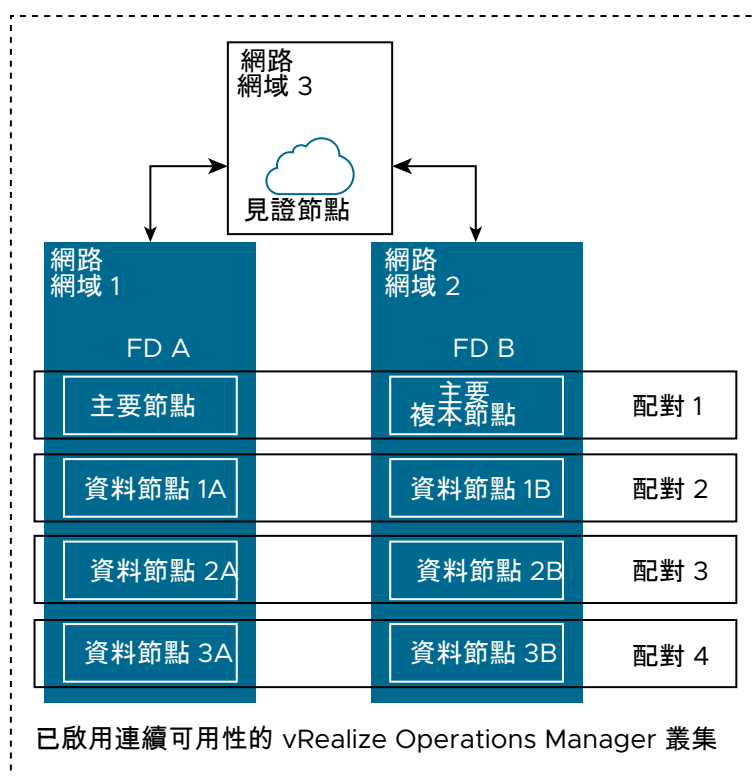 網路
網域 3
見證節點
網路
網域 1
網路
網域 2
FD A
FD B
主要節點
主要
複本節點
配對 1
資料節點 1A
資料節點 1B
配對 2
資料節點 2A
資料節點 2B
配對 3
資料節點 3A
資料節點 3B
配對 4
已啟用連續可用性的 vRealize Operations Manager 叢集